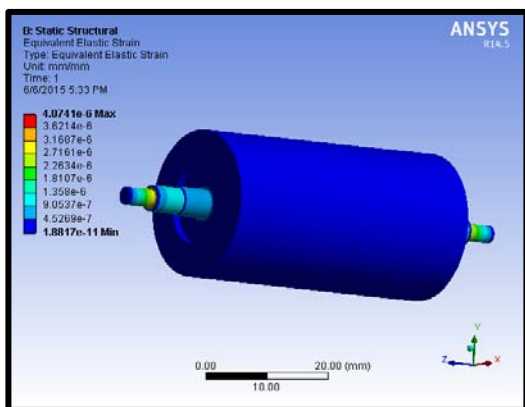 B: Static Structural
Equivalent Elastic Strain
Type: Equivalent Elastic Strain
Unit: mm/mm
Time: 1
6/6/2015 5:33 PM
ANSYS
R14.5
4.0741e-6 Max
3.6214e-6
3.1687e-6
2.7161e-6
2.2634e-6
1.8107e-6
1.358e-6
9.0537e-7
4.5269e-7
1.8817e-11 Min
0.00
20.00 (mm)
10.00
Y
Z
X